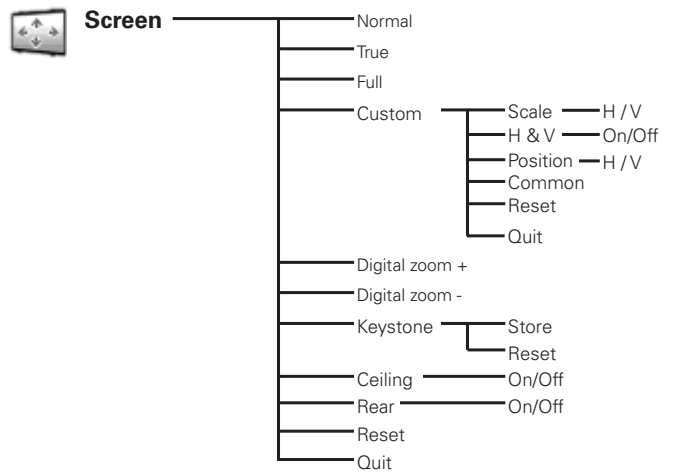 Screen
Normal
True
Full
Custom
Scale H / V
H & V On/Off
Position H / V
Common
Reset
Quit
Digital zoom +
Digital zoom -
Keystone Store
Reset
Ceiling On/Off
Rear On/Off
Reset
Quit